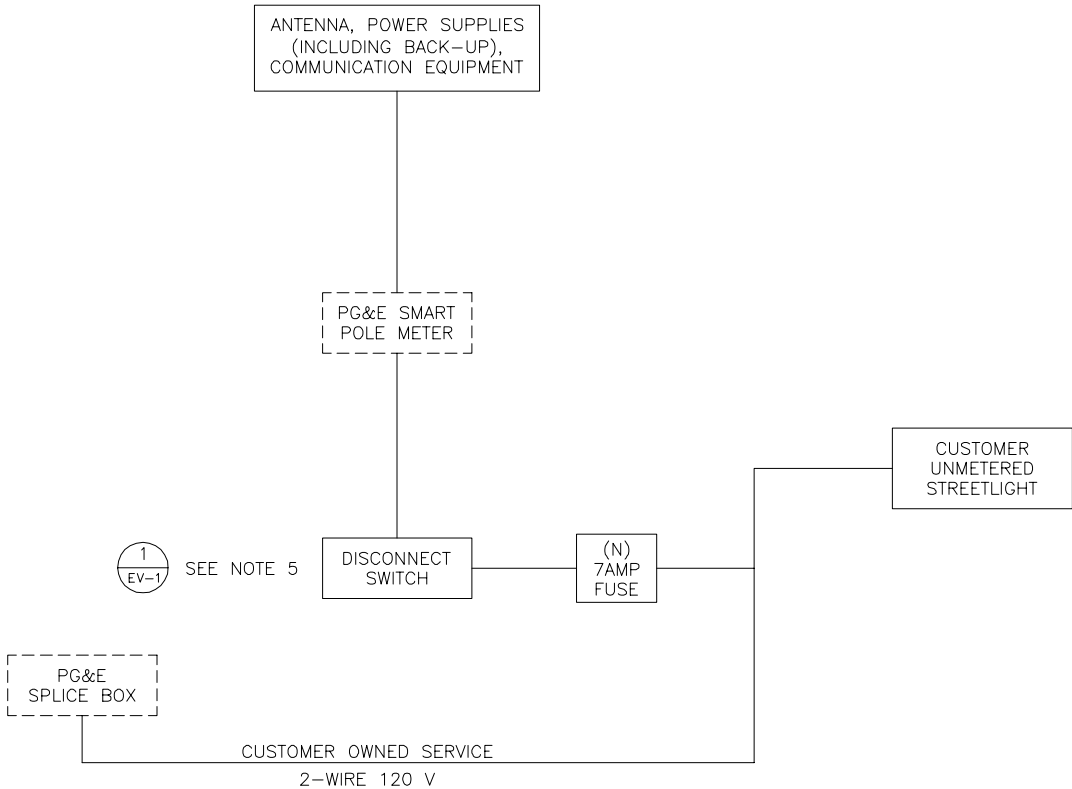 ANTENNA, POWER SUPPLIES
(INCLUDING BACK-UP),
COMMUNICATION EQUIPMENT
PG&E SMART
POLE METER
CUSTOMER
UNMETERED
STREETLIGHT
1
EV-1
SEE NOTE 5
DISCONNECT
SWITCH
(N)
7AMP
FUSE
PG&E
SPLICE BOX
CUSTOMER OWNED SERVICE
2-WIRE 120 V